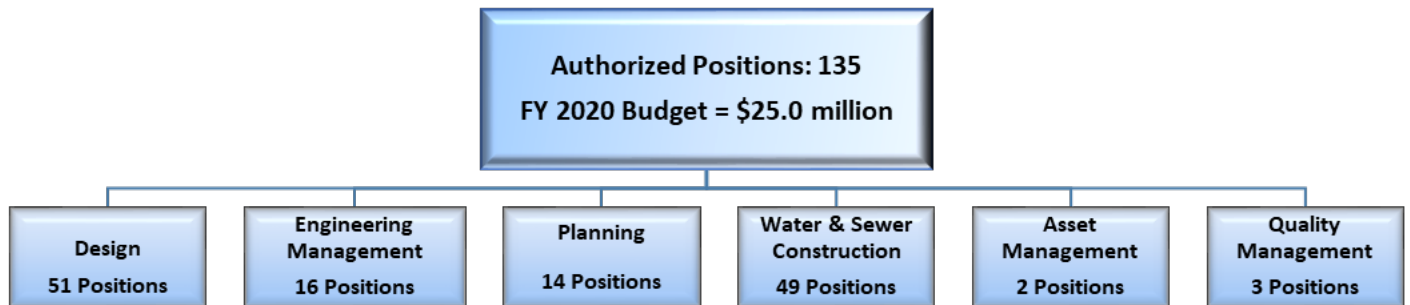 Authorized Positions: 135
FY 2020 Budget = $25.0 million
Design
51 Positions
Engineering
Management
16 Positions
Planning
14 Positions
Water & Sewer
Construction
49 Positions
Asset
Management
2 Positions
Quality
Management
3 Positions